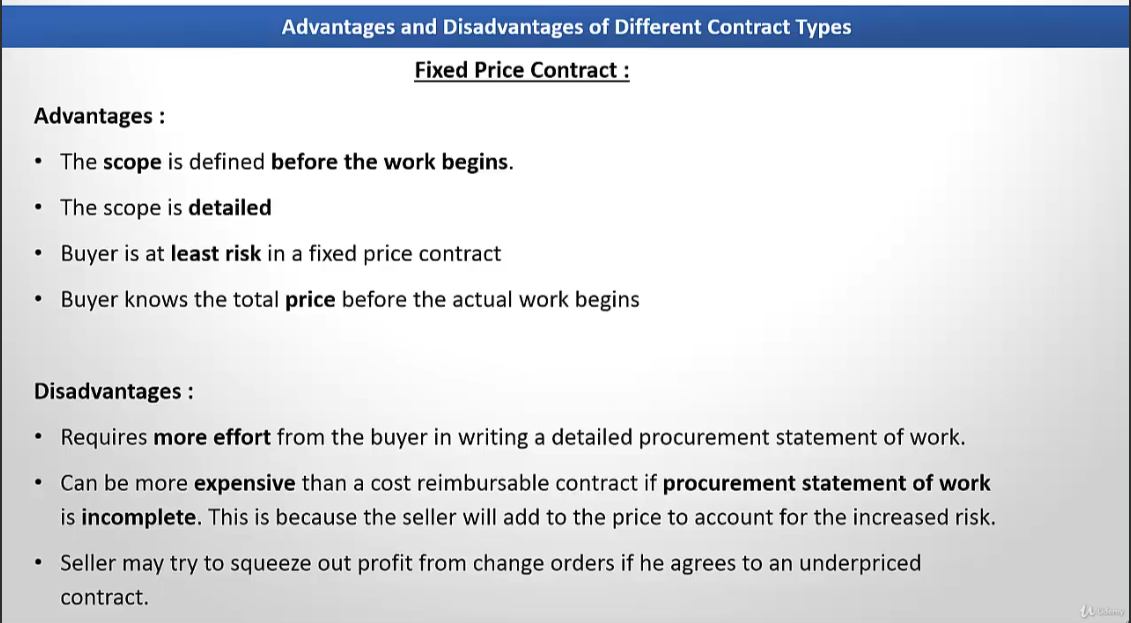 Advantages and Disadvantages of Different Contract Types
Fixed Price Contract :
Advantages :
• The scope is defined before the work begins.
• The scope is detailed
• Buyer is at least risk in a fixed price contract
• Buyer knows the total price before the actual work begins
Disadvantages :
• Requires more effort from the buyer in writing a detailed procurement statement of work.
• Can be more expensive than a cost reimbursable contract if procurement statement of work
is incomplete. This is because the seller will add to the price to account for the increased risk.
• Seller may try to squeeze out profit from change orders if he agrees to an underpriced
contract.
Udemy